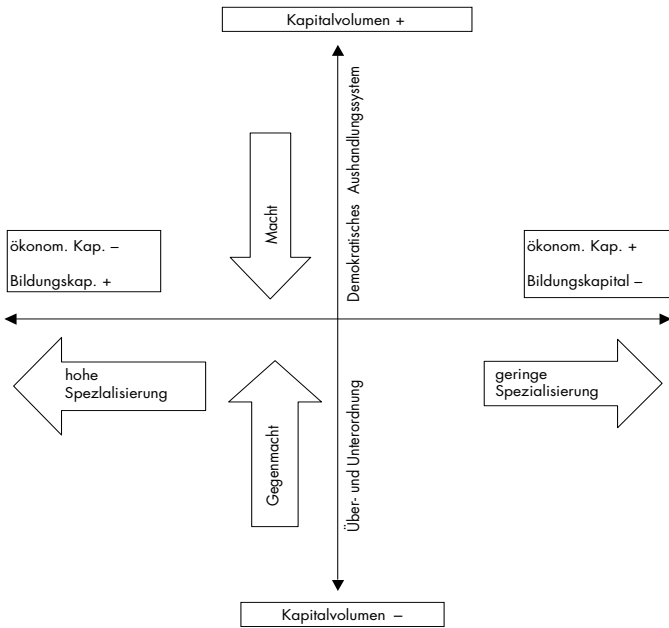 Kapitalvolumen +
Demokratisches Aushandlungssystem
Macht
ökonom. Kap. –
Bildungskap. +
ökonom. Kap. +
Bildungskapital –
hohe
Spezlalisierung
geringe
Spezialisierung
Gegenmacht
Über- und Unterordnung
Kapitalvolumen –